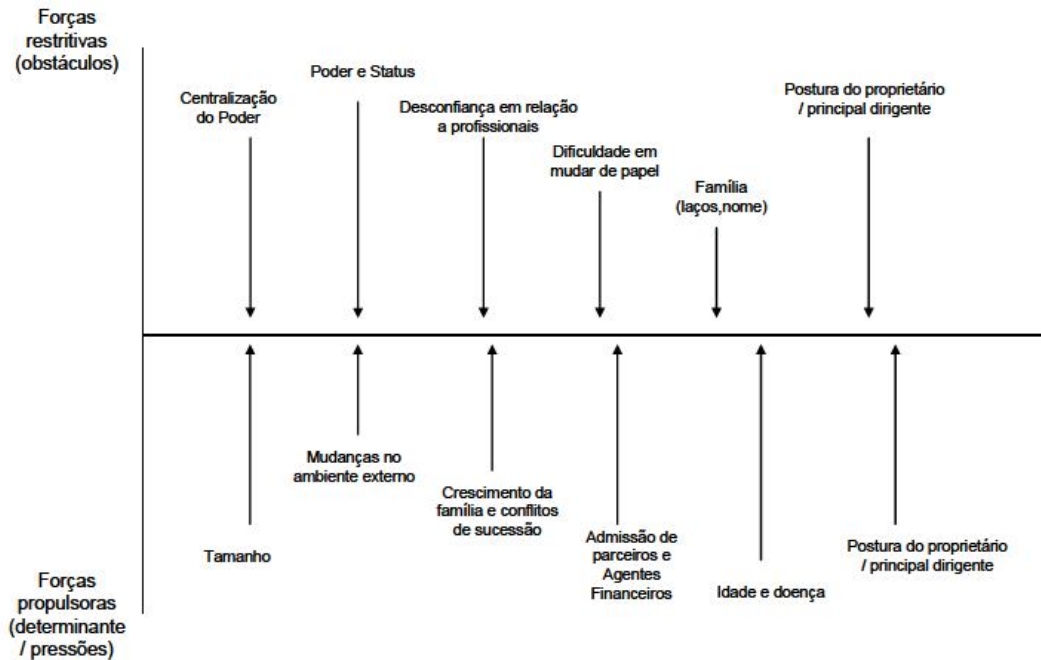 Forças
restritivas
(obstáculos)
Centralização
do Poder
Poder e Status
Desconfiança em relação
a profissionais
Dificuldade em
mudar de papel
Família
(laços,nome)
Postura do proprietário
/ principal dirigente
Tamanho
Mudanças no
ambiente externo
Crescimento da
família e conflitos
de sucessão
Admissão de
parceiros e
Agentes
Financeiros
Idade e doença
Postura do proprietário
/ principal dirigente
Forças
propulsoras
(determinante
/ pressões)